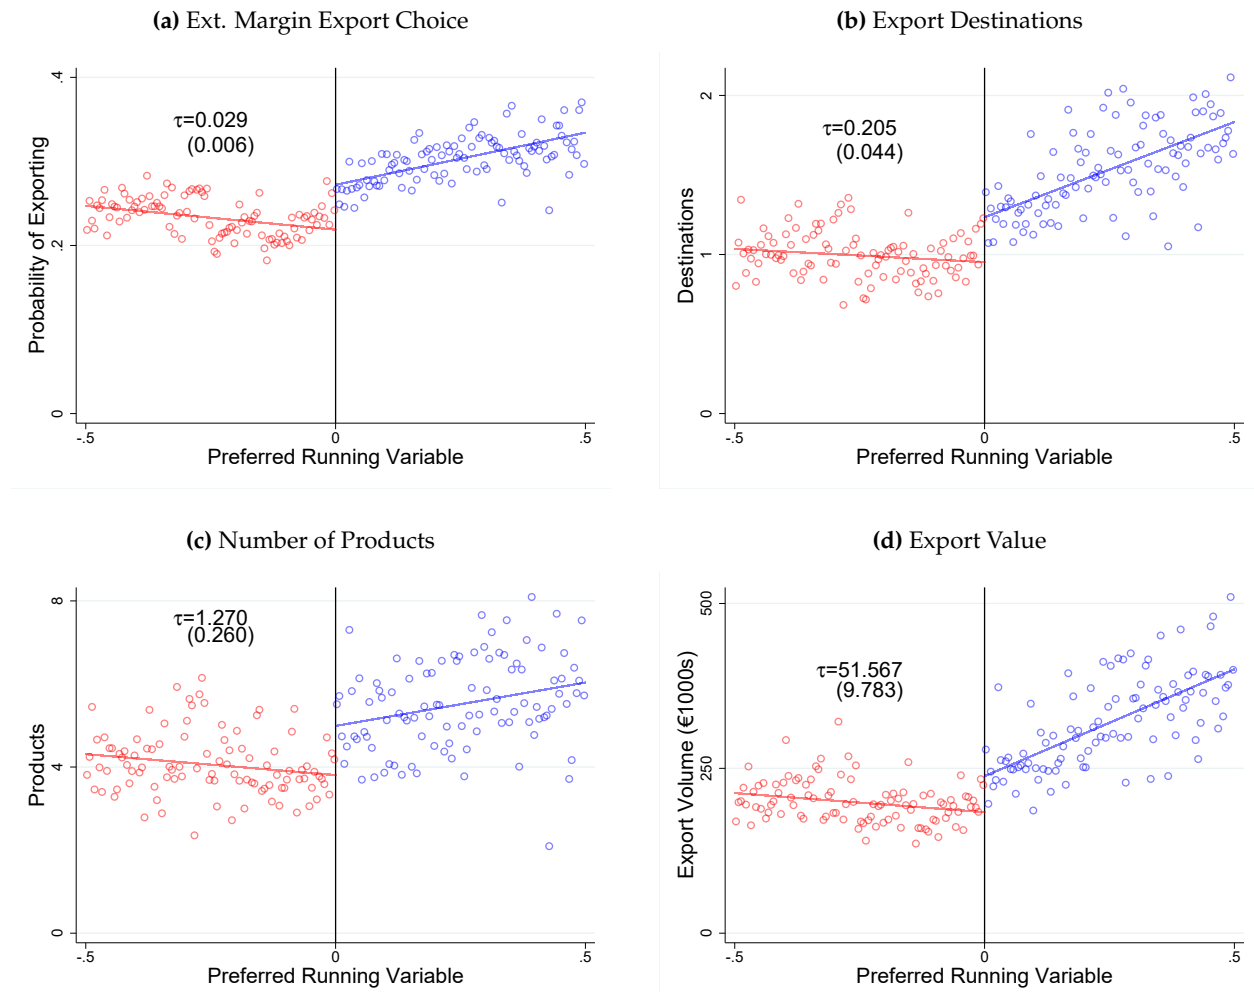 (a) Ext. Margin Export Choice
.4
τ=0.029
(0.006)
Probability of Exporting
.2
0
-.5 0 .5
Preferred Running Variable
(b) Export Destinations
2
τ=0.205
(0.044)
Destinations
1
0
-.5 0 .5
Preferred Running Variable
(c) Number of Products
8
τ=1.270
(0.260)
Products
4
0
-.5 0 .5
Preferred Running Variable
(d) Export Value
500
τ=51.567
(9.783)
Export Volume (€1000s)
250
0
-.5 0 .5
Preferred Running Variable